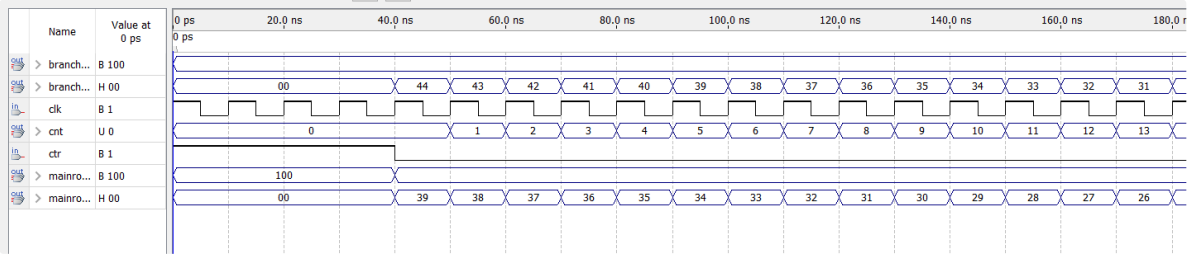 Name Value at 0 ps 0 ps 20.0 ns 40.0 ns 60.0 ns 80.0 ns 100.0 ns 120.0 ns 140.0 ns 160.0 ns 180.0 r
0 ps
out > branch... B 100
out > branch... H 00 00 44 43 42 41 40 39 38 37 36 35 34 33 32 31
in clk B 1
out > cnt U 0 0 1 2 3 4 5 6 7 8 9 10 11 12 13
in ctr B 1
out > mainro... B 100 100
out > mainro... H 00 00 39 38 37 36 35 34 33 32 31 30 29 28 27 26